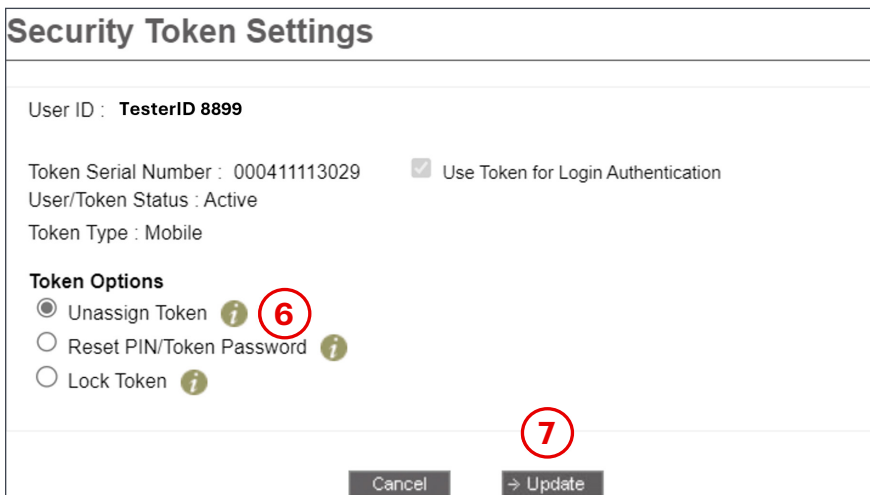 Security Token Settings
User ID : TesterID 8899
Token Serial Number : 000411113029 Use Token for Login Authentication
User/Token Status : Active
Token Type : Mobile
Token Options
Unassign Token i 6
Reset PIN/Token Password i
Lock Token i
7
Cancel → Update